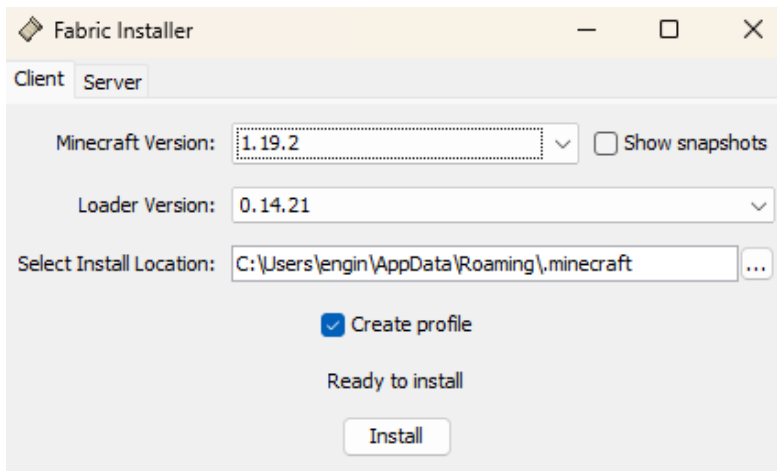 Fabric Installer
Client Server
Minecraft Version: 1.19.2 Show snapshots
Loader Version: 0.14.21
Select Install Location: C:\Users\engin\AppData\Roaming\.minecraft ...
Create profile
Ready to install
Install